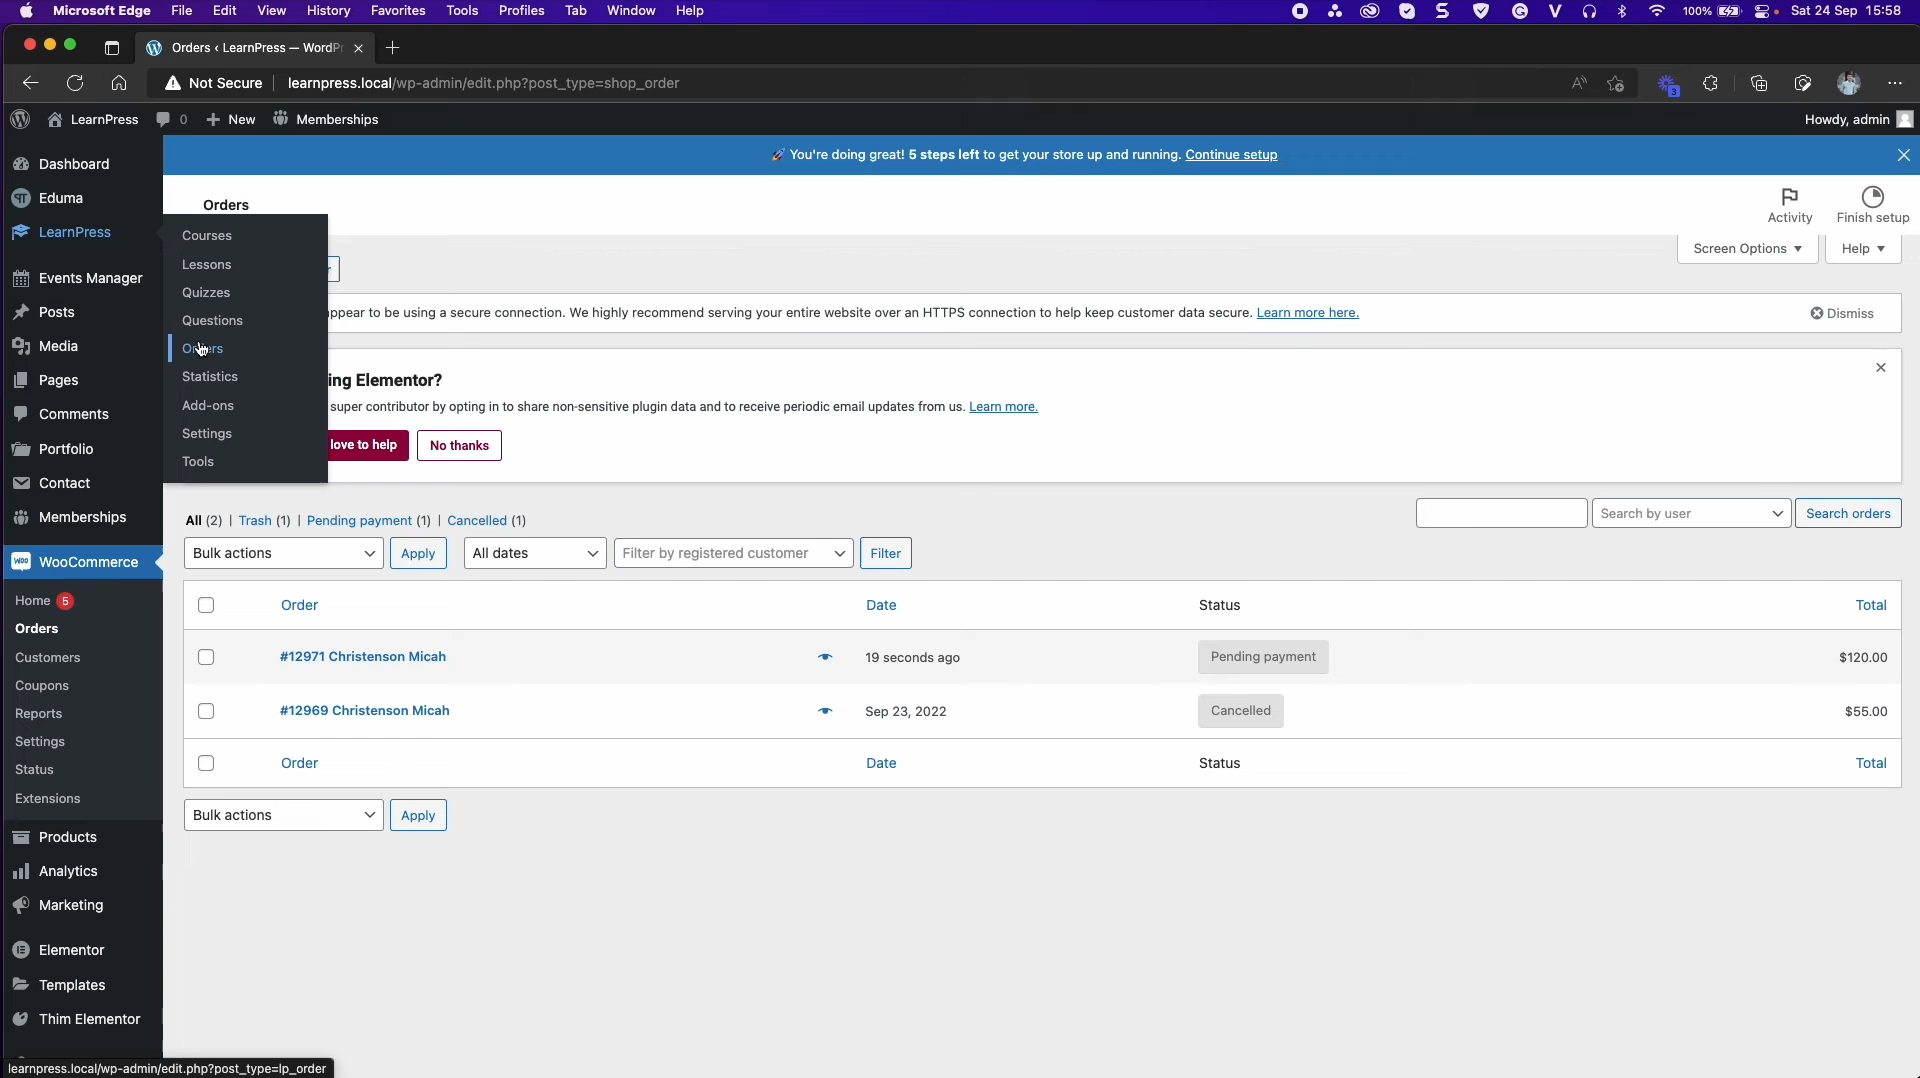 Microsoft Edge File Edit View History Favorites Tools Profiles Tab Window Help 100% Sat 24 Sep 15:58
Orders ‹ LearnPress — WordPr
Not Secure learnpress.local/wp-admin/edit.php?post_type=shop_order
3
LearnPress 0 New Memberships Howdy, admin
You're doing great! 5 steps left to get your store up and running. Continue setup
Dashboard
Eduma
LearnPress
Events Manager
Posts
Media
Pages
Comments
Portfolio
Contact
Memberships
WooCommerce
Home 5
Orders
Customers
Coupons
Reports
Settings
Status
Extensions
Products
Analytics
Marketing
Elementor
Templates
Thim Elementor
Courses
Lessons
Quizzes
Questions
Orders
Statistics
Add-ons
Settings
Tools
Orders
Activity
Finish setup
Screen Options
Help
appear to be using a secure connection. We highly recommend serving your entire website over an HTTPS connection to help keep customer data secure. Learn more here.
Dismiss
ing Elementor?
super contributor by opting in to share non-sensitive plugin data and to receive periodic email updates from us. Learn more.
love to help
No thanks
All (2) | Trash (1) | Pending payment (1) | Cancelled (1)
Search by user
Search orders
Bulk actions Apply All dates Filter by registered customer Filter
Order Date Status Total
#12971 Christenson Micah 19 seconds ago Pending payment $120.00
#12969 Christenson Micah Sep 23, 2022 Cancelled $55.00
Order Date Status Total
Bulk actions Apply
learnpress.local/wp-admin/edit.php?post_type=lp_order